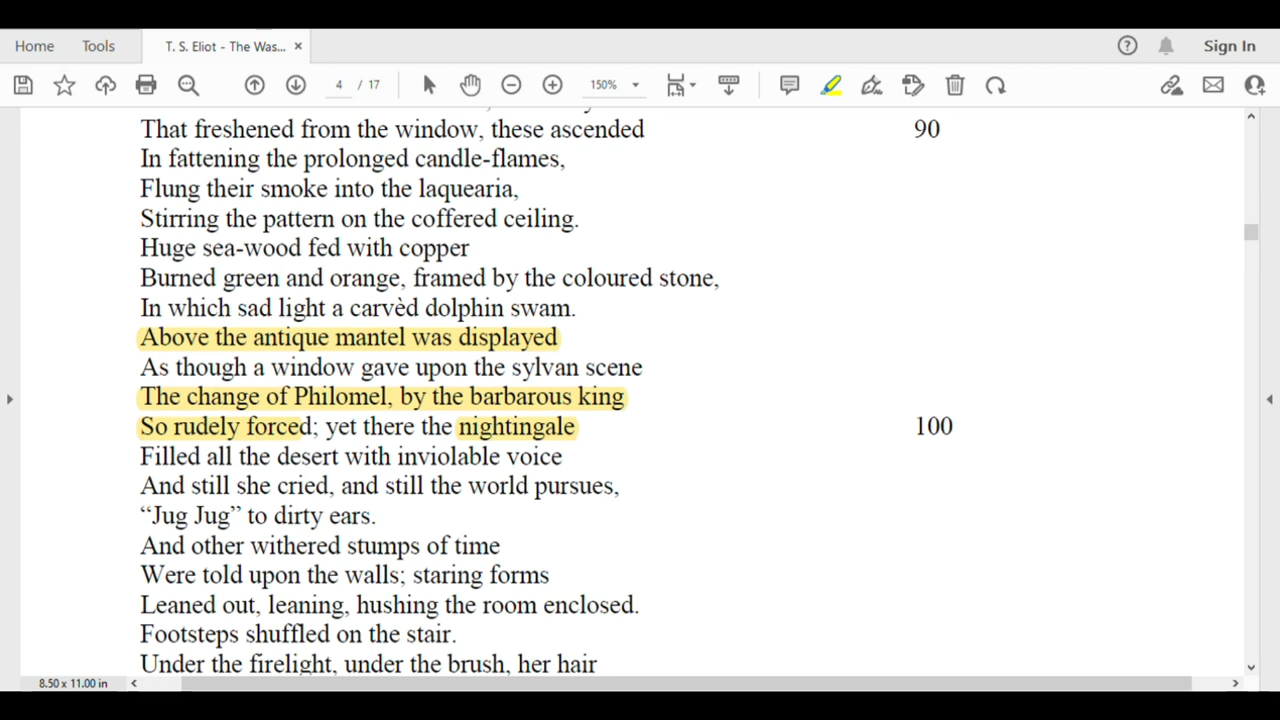 Home Tools T. S. Eliot - The Was... × ? Sign In
4 / 17 150%
That freshened from the window, these ascended 90
In fattening the prolonged candle-flames,
Flung their smoke into the laquearia,
Stirring the pattern on the coffered ceiling.
Huge sea-wood fed with copper
Burned green and orange, framed by the coloured stone,
In which sad light a carvèd dolphin swam.
Above the antique mantel was displayed
As though a window gave upon the sylvan scene
The change of Philomel, by the barbarous king
So rudely forced; yet there the nightingale 100
Filled all the desert with inviolable voice
And still she cried, and still the world pursues,
“Jug Jug” to dirty ears.
And other withered stumps of time
Were told upon the walls; staring forms
Leaned out, leaning, hushing the room enclosed.
Footsteps shuffled on the stair.
Under the firelight, under the brush, her hair
8.50 x 11.00 in